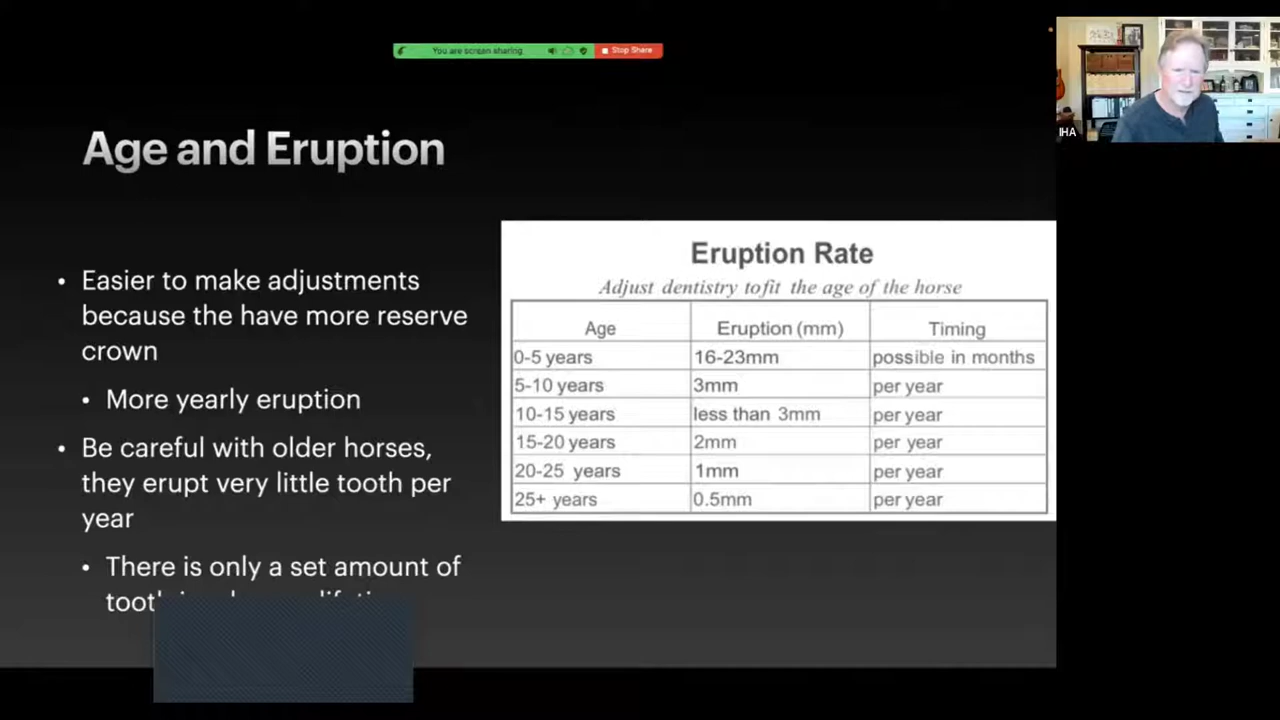 You are screen sharing
Stop Share
IHA
Age and Eruption
• Easier to make adjustments
because the have more reserve
crown
• More yearly eruption
• Be careful with older horses,
they erupt very little tooth per
year
• There is only a set amount of
Eruption Rate
Adjust dentistry tofit the age of the horse
Age Eruption (mm) Timing
0-5 years 16-23mm possible in months
5-10 years 3mm per year
10-15 years less than 3mm per year
15-20 years 2mm per year
20-25 years 1mm per year
25+ years 0.5mm per year